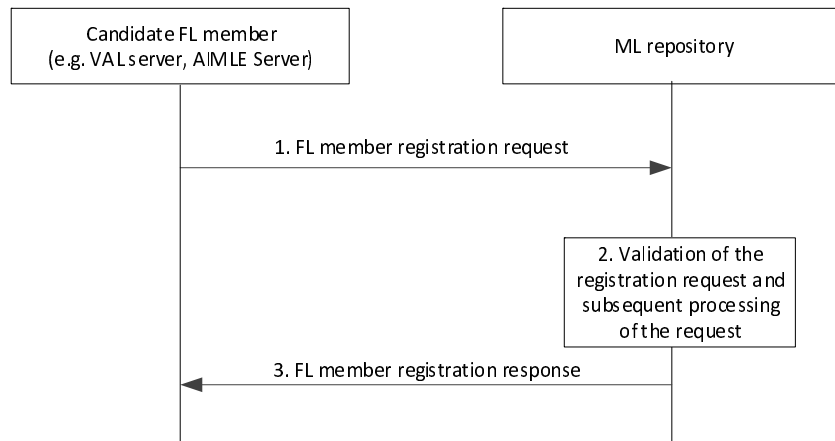 Candidate FL member
(e.g. VAL server, AIMLE Server)
ML repository
1. FL member registration request
2. Validation of the
registration request and
subsequent processing
of the request
3. FL member registration response